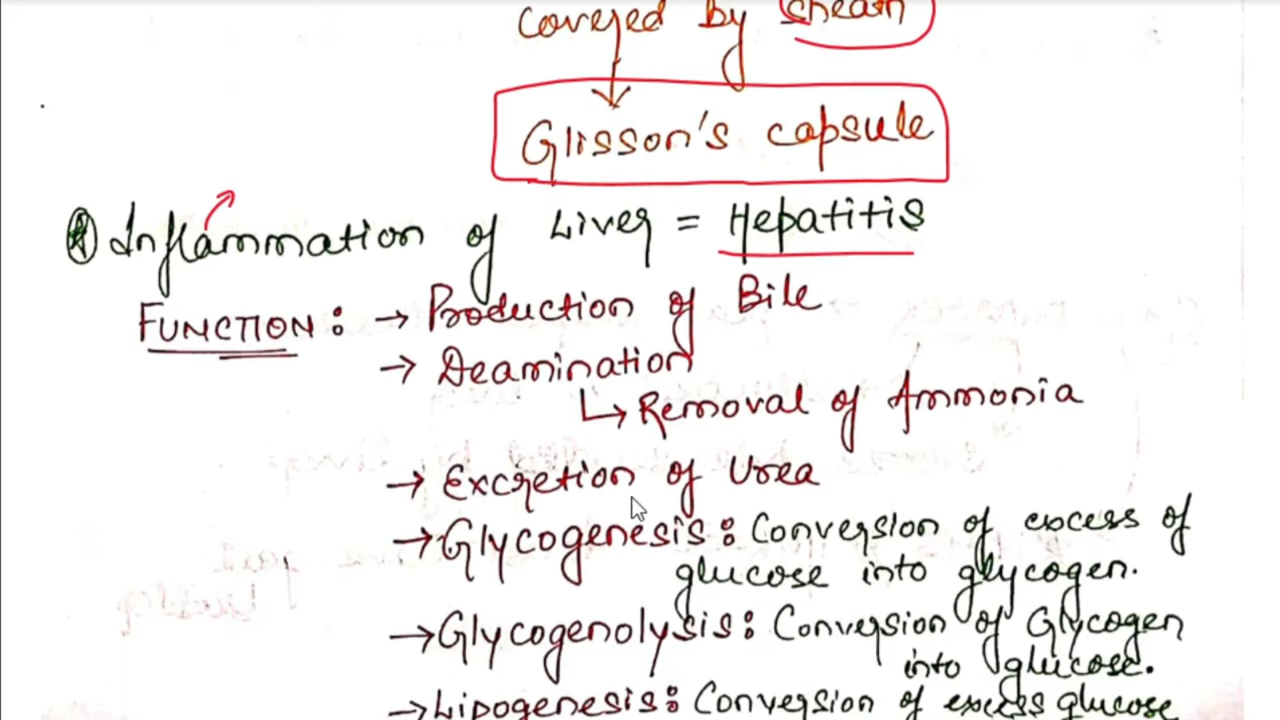 Covered by sheath
Glisson's capsule
Inflammation of Liver = Hepatitis
FUNCTION: → Production of Bile
→ Deamination
↳ Removal of Ammonia
→ Excretion of Urea
→ Glycogenesis: Conversion of excess of
glucose into glycogen.
→ Glycogenolysis: Conversion of Glycogen
into glucose.
→ Lipogenesis: Conversion of excess glucose